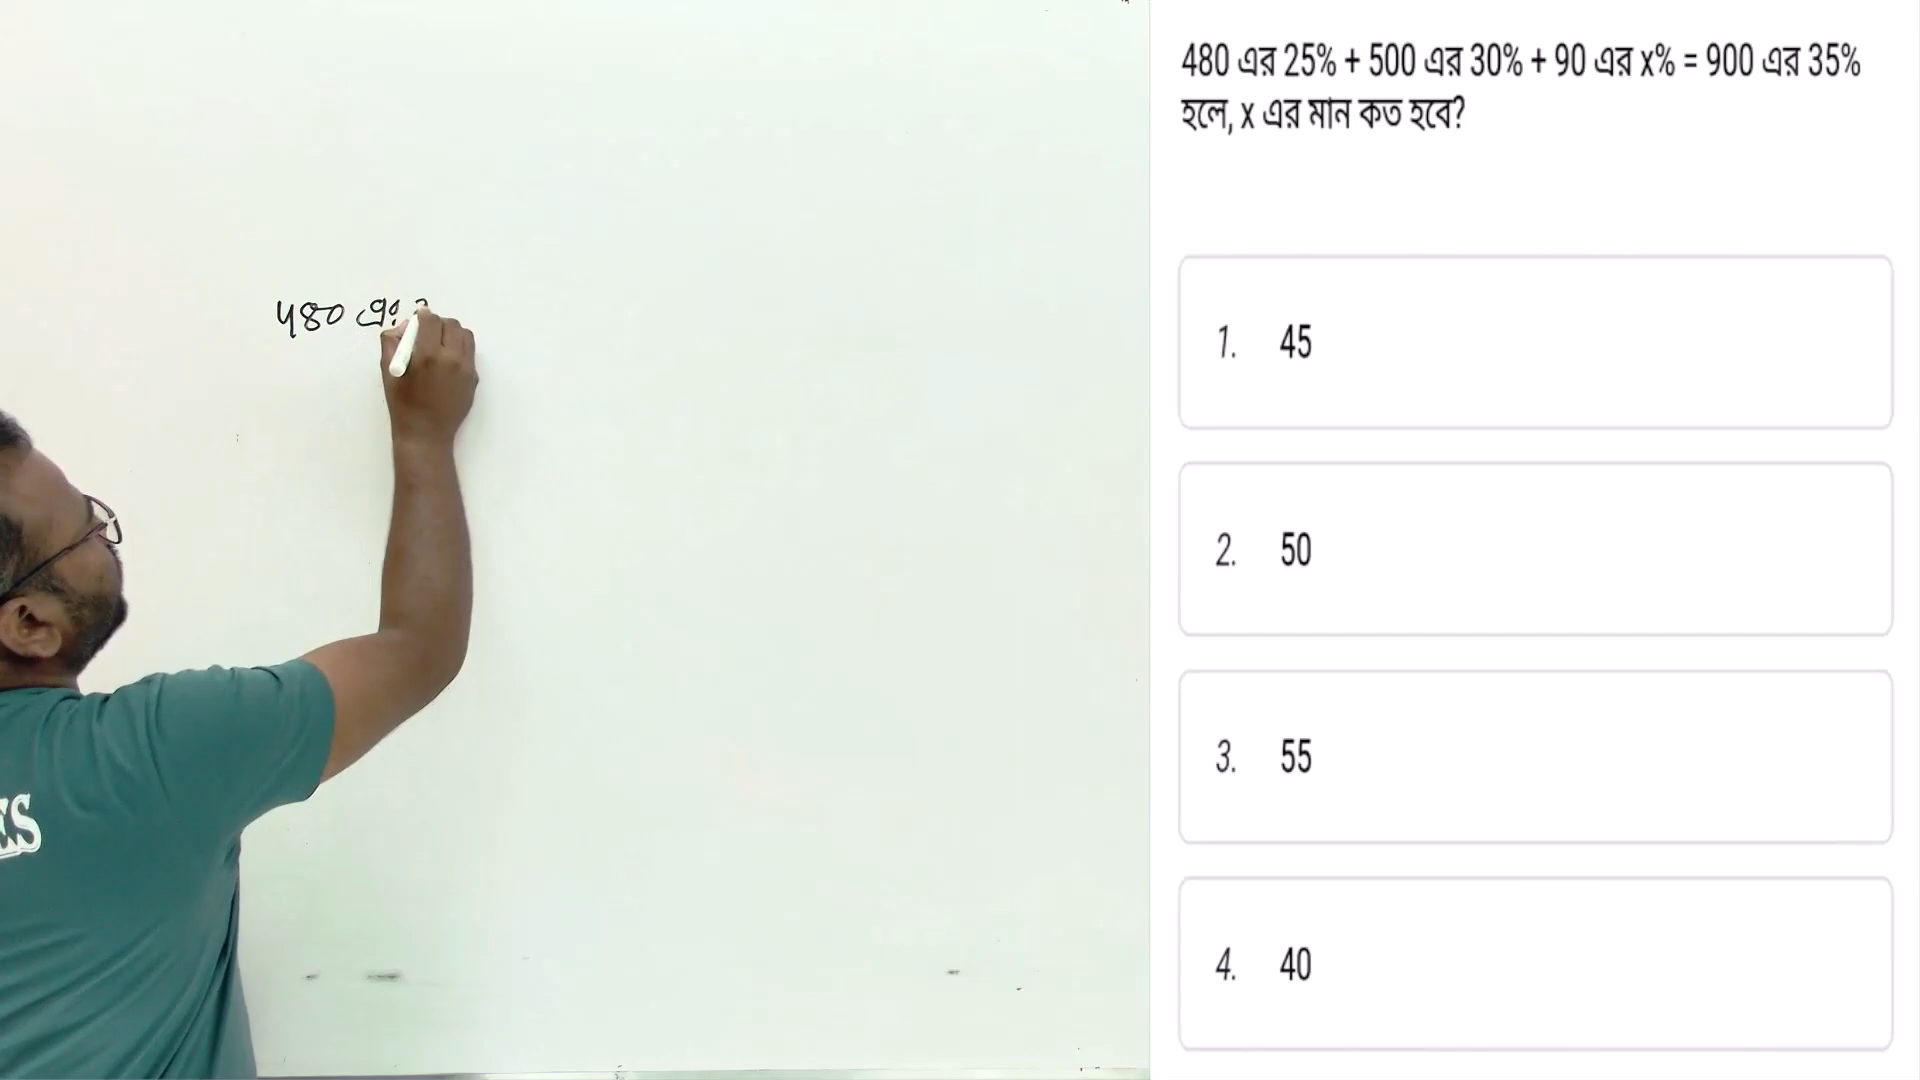 480 এর
480 এর 25% + 500 এর 30% + 90 এর x% = 900 এর 35%
হলে, x এর মান কত হবে?
1. 45
2. 50
3. 55
4. 40